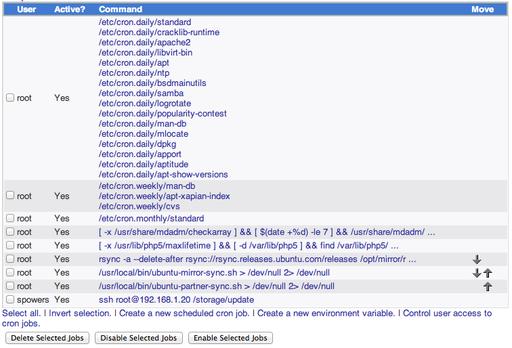 User Active? Command Move
/etc/cron.daily/standard
/etc/cron.daily/cracklib-runtime
/etc/cron.daily/apache2
/etc/cron.daily/libvirt-bin
/etc/cron.daily/apt
/etc/cron.daily/ntp
/etc/cron.daily/bsdmainutils
/etc/cron.daily/samba
root Yes /etc/cron.daily/logrotate
/etc/cron.daily/popularity-contest
/etc/cron.daily/man-db
/etc/cron.daily/mlocate
/etc/cron.daily/dpkg
/etc/cron.daily/apport
/etc/cron.daily/aptitude
/etc/cron.daily/apt-show-versions
/etc/cron.weekly/man-db
root Yes /etc/cron.weekly/apt-xapian-index
/etc/cron.weekly/cvs
root Yes /etc/cron.monthly/standard
root Yes [ -x /usr/share/mdadm/checkarray ] && [ $(date +%d) -le 7 ] && /usr/share/mdadm/ ...
root Yes [ -x /usr/lib/php5/maxlifetime ] && [ -d /var/lib/php5 ] && find /var/lib/php5/ ...
root Yes rsync -a --delete-after rsync://rsync.releases.ubuntu.com/releases /opt/mirror/r ...
root Yes /usr/local/bin/ubuntu-mirror-sync.sh > /dev/null 2> /dev/null
root Yes /usr/local/bin/ubuntu-partner-sync.sh > /dev/null 2> /dev/null
spowers Yes ssh root@192.168.1.20 /storage/update
Select all. | Invert selection. | Create a new scheduled cron job. | Create a new environment variable. | Control user access to
cron jobs.
Delete Selected Jobs Disable Selected Jobs Enable Selected Jobs